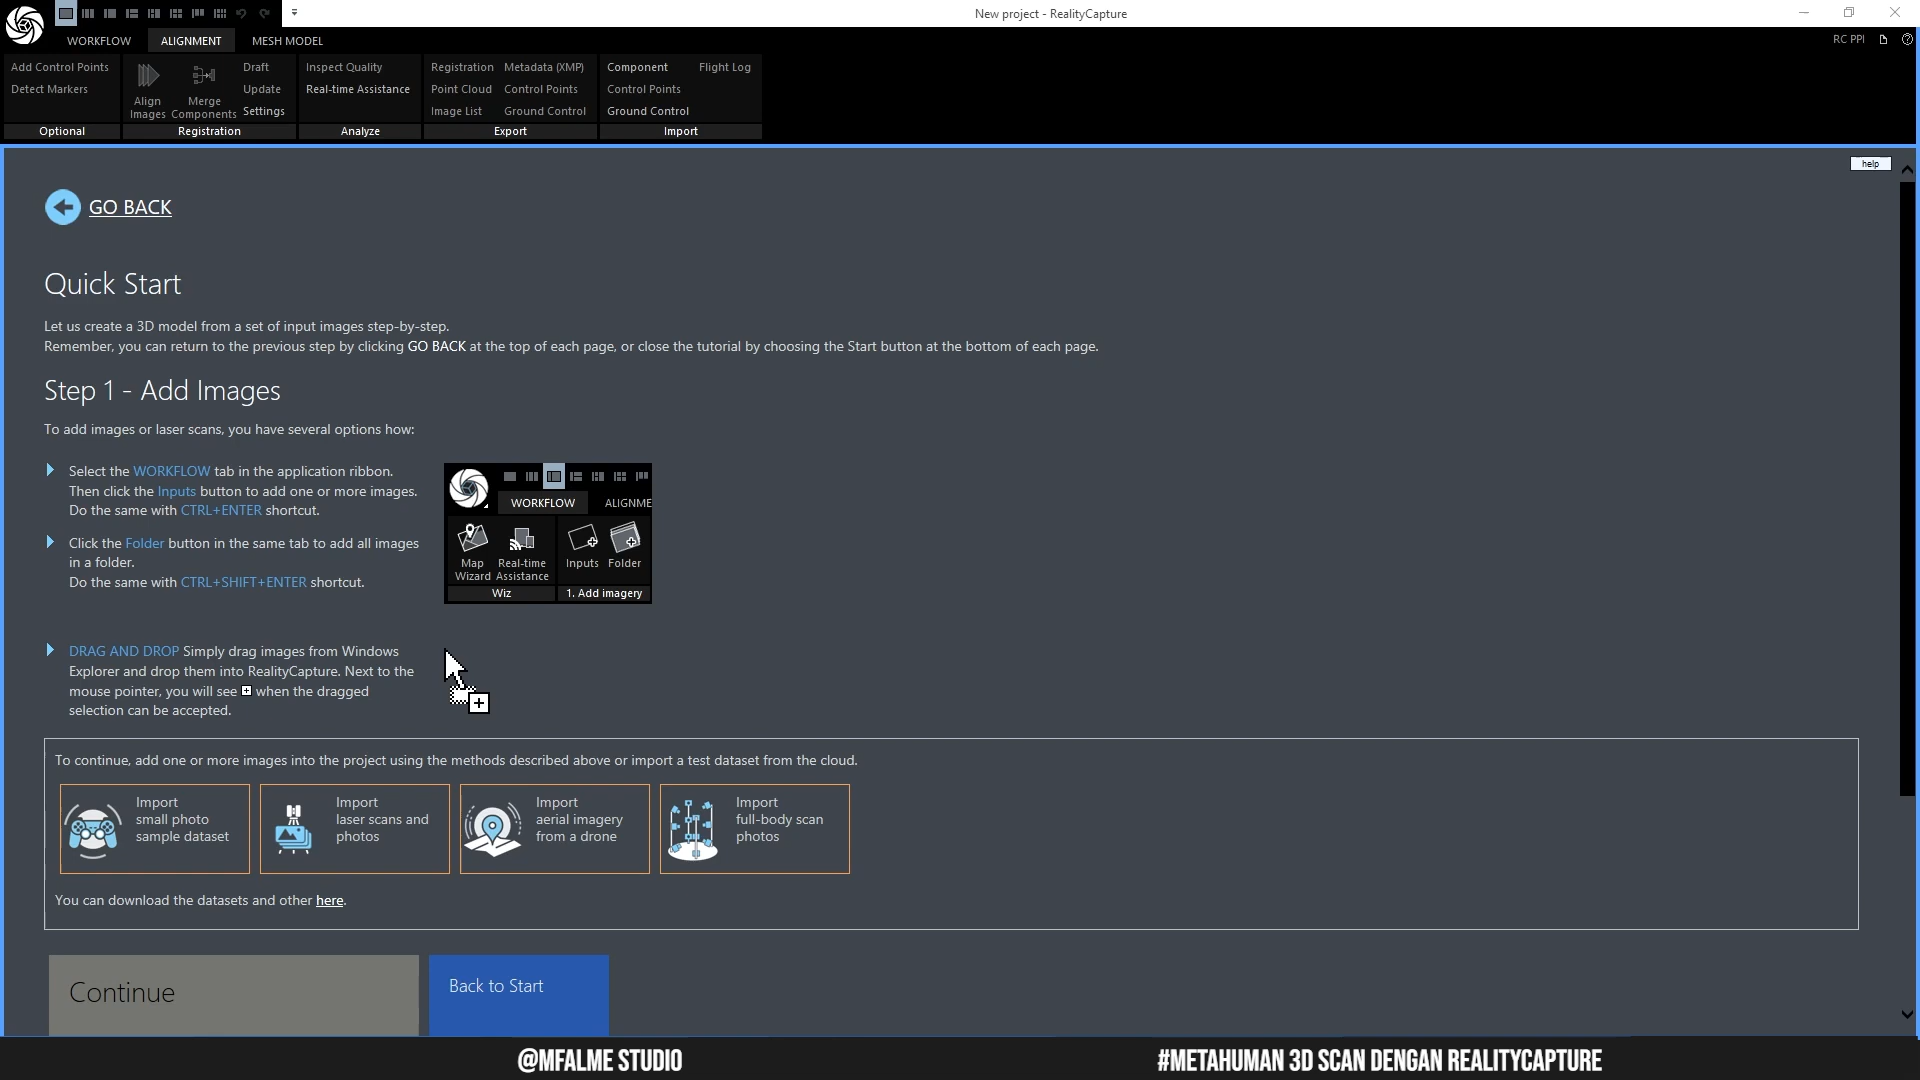 New project - RealityCapture
WORKFLOW
ALIGNMENT
MESH MODEL
RC PPI
Add Control Points
Detect Markers
Optional
Align
Images
Merge
Components
Draft
Update
Settings
Registration
Inspect Quality
Real-time Assistance
Analyze
Registration
Point Cloud
Image List
Metadata (XMP)
Control Points
Ground Control
Export
Component
Control Points
Ground Control
Flight Log
Import
help
GO BACK
Quick Start
Let us create a 3D model from a set of input images step-by-step.
Remember, you can return to the previous step by clicking GO BACK at the top of each page, or close the tutorial by choosing the Start button at the bottom of each page.
Step 1 - Add Images
To add images or laser scans, you have several options how:
Select the WORKFLOW tab in the application ribbon.
Then click the Inputs button to add one or more images.
Do the same with CTRL+ENTER shortcut.
Click the Folder button in the same tab to add all images
in a folder.
Do the same with CTRL+SHIFT+ENTER shortcut.
WORKFLOW
ALIGNME
Map
Wizard
Real-time
Assistance
Inputs
Folder
Wiz
1. Add imagery
DRAG AND DROP Simply drag images from Windows
Explorer and drop them into RealityCapture. Next to the
mouse pointer, you will see + when the dragged
selection can be accepted.
To continue, add one or more images into the project using the methods described above or import a test dataset from the cloud.
Import
small photo
sample dataset
Import
laser scans and
photos
Import
aerial imagery
from a drone
Import
full-body scan
photos
You can download the datasets and other here.
Continue
Back to Start
@MFALME STUDIO
#METAHUMAN 3D SCAN DENGAN REALITYCAPTURE